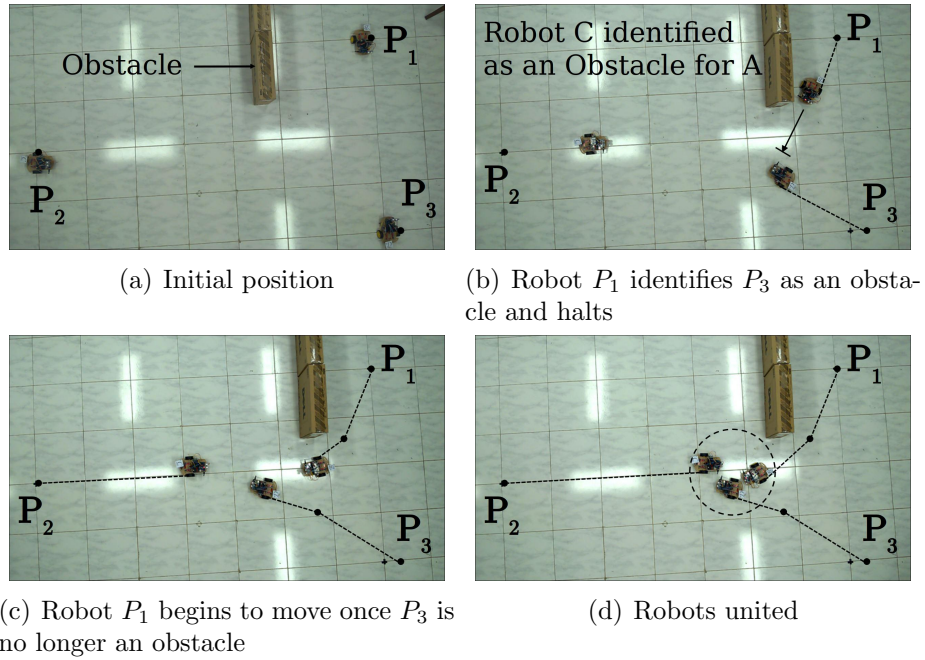 Obstacle
P1
P2
P3
(a) Initial position
Robot C identified
as an Obstacle for A
P1
P2
P3
(b) Robot P1 identifies P3 as an obsta-
cle and halts
P1
P2
P3
(c) Robot P1 begins to move once P3 is
no longer an obstacle
P1
P2
P3
(d) Robots united